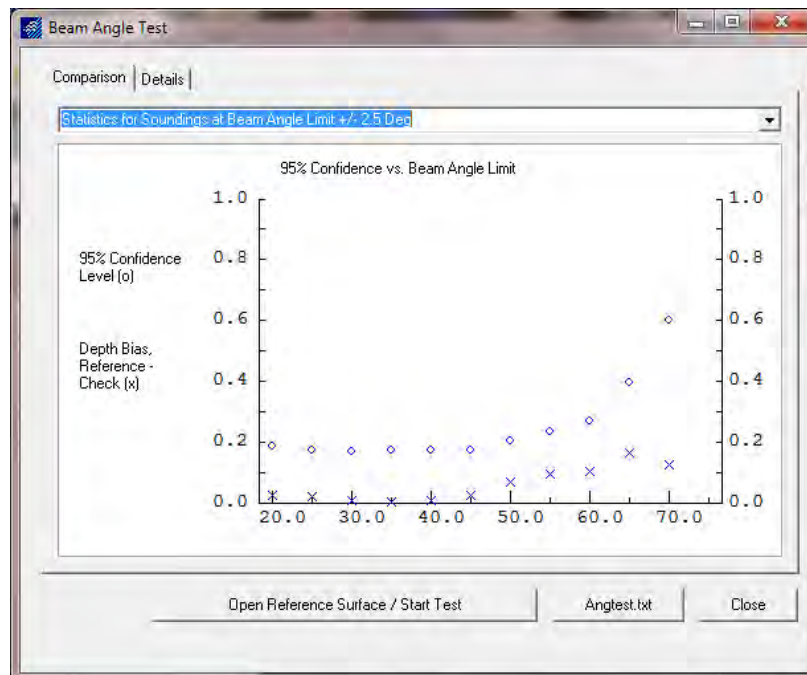 Beam Angle Test
Comparison
Details
Statistics for Soundings at Beam Angle Limit +/- 2.5 Deg
95% Confidence vs. Beam Angle Limit
95% Confidence
Level (o)
Depth Bias,
Reference -
Check (x)
1.0
0.8
0.6
0.4
0.2
0.0
1.0
0.8
0.6
0.4
0.2
0.0
20.0 30.0 40.0 50.0 60.0 70.0
Open Reference Surface / Start Test
Angtest.txt
Close